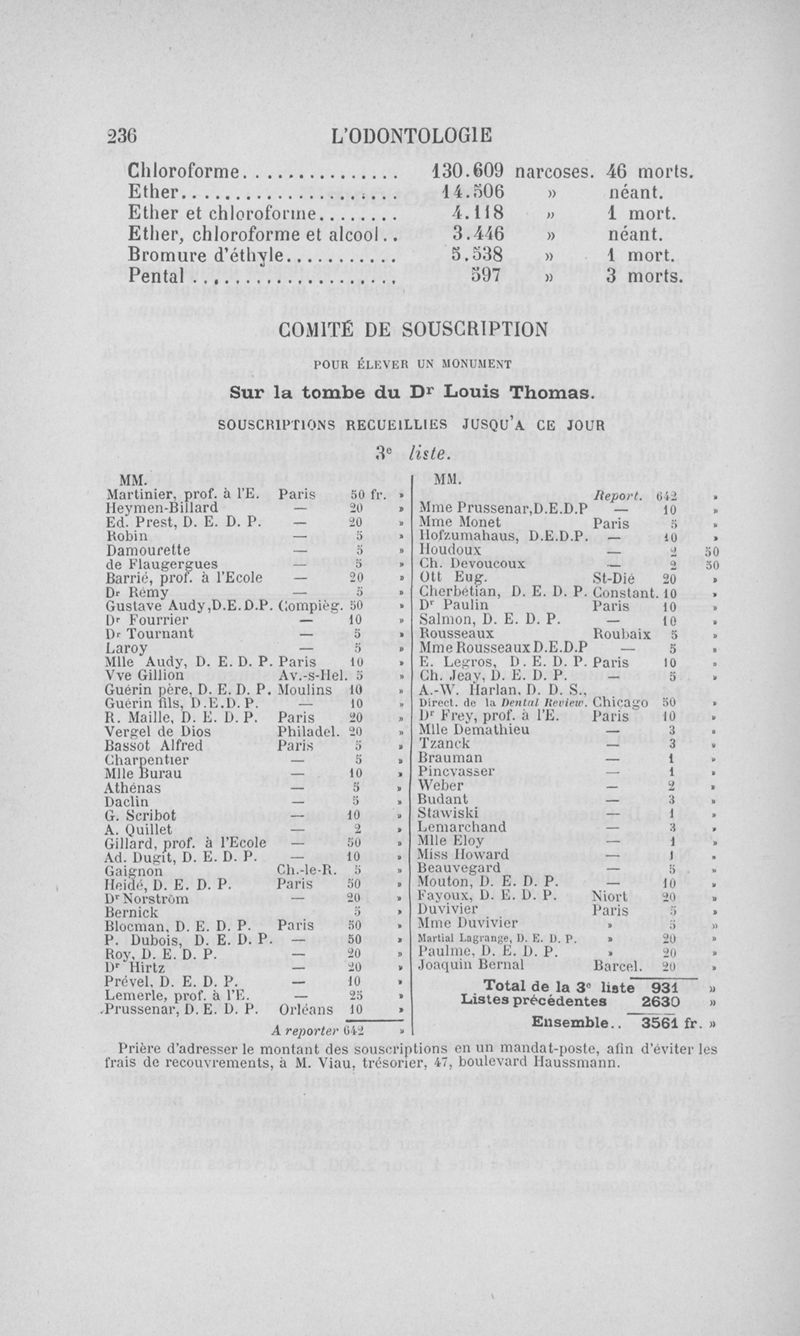 236 L'ODONTOLOGIE
Chloroforme. . . . . . . . . . . . . . . 130.609 narcoses. 46 morts.
Ether. . . . . . . . . . . . . . . . . . . . 14.506 » néant.
Ether et chloroforme. . . . . . . . 4.118 » 1 mort.
Ether, chloroforme et alcool. . 3.446 » néant.
Bromure d'éthyle. . . . . . . . . . . 5.538 » 1 mort.
Pental . . . . . . . . . . . . . . . . . . . 597 » 3 morts.
COMITÉ DE SOUSCRIPTION
POUR ÉLEVER UN MONUMENT
Sur la tombe du Dr Louis Thomas.
SOUSCRIPTIONS RECUEILLIES JUSQU'A CE JOUR
3e liste.
MM.
Martinier, prof. à l'E. Paris 50 fr. »
Heymen-Billard — 20 »
Ed. Prest, D. E. D. P. — 20 »
Robin — 5 »
Damourette — 5 »
de Flaugergues — 5 »
Barrié, prof. à l'Ecole — 20 »
Dr Rémy — 5 »
Gustave Audy,D.E.D.P. Compièg. 50 »
Dr Fourrier — 10 »
Dr Tournant — 5 »
Laroy — 5 »
Mlle Audy, D. E. D. P. Paris 10 »
Vve Gillion Av.-s-Hel. 5 »
Guérin père, D. E. D. P. Moulins 10 »
Guérin fils, D.E.D. P. — 10 »
R. Maille, D. E. D. P. Paris 20 »
Vergel de Dios Philadel. 20 »
Bassot Alfred Paris 5 »
Charpentier — 5 »
Mlle Burau — 10 »
Athénas — 5 »
Daclin — 5 »
G. Scribot — 10 »
A. Quillet — 2 »
Gillard, prof. à l'Ecole — 50 »
Ad. Dugit, D. E. D. P. — 10 »
Gaignon Ch.-le-R. 5 »
Heidé, D. E. D. P. Paris 50 »
Dr Norström — 20 »
Bernick 5 »
Blocman, D. E. D. P. Paris 50 »
P. Dubois, D. E. D. P. — 50 »
Roy, D. E. D. P. — 20 »
Dr Hirtz — 20 »
Prével, D. E. D. P. — 10 »
Lemerle, prof. à l'E. — 25 »
Prussenar, D. E. D. P. Orléans 10 »
A reporter 642 »
MM.
Report. 642 »
Mme Prussenar,D.E.D.P — 10 »
Mme Monet Paris 5 »
Hofzumahaus, D.E.D.P. — 10 »
Houdoux — 2 50
Ch. Devoucoux — 2 50
Ott Eug. St-Dié 20 »
Cherbétian, D. E. D. P. Constant. 10 »
Dr Paulin Paris 10 »
Salmon, D. E. D. P. — 10 »
Rousseaux Roubaix 5 »
Mme Rousseaux D.E.D.P — 5 »
E. Legros, D. E. D. P. Paris 10 »
Ch. Jeay, D. E. D. P. — 5 »
A.-W. Harlan, D. D. S.,
Direct. de la Dental Review. Chicago 50 »
Dr Frey, prof. à l'E. Paris 10 »
Mlle Demathieu — 3 »
Tzanck — 3 »
Brauman — 1 »
Pincvasser — 1 »
Weber — 2 »
Budant — 3 »
Stawiski — 1 »
Lemarchand — 3 »
Mlle Eloy — 1 »
Miss Howard — 1 »
Beauvegard — 5 »
Mouton, D. E. D. P. — 10 »
Fayoux, D. E. D. P. Niort 20 »
Duvivier Paris 5 »
Mme Duvivier » 5 »
Martial Lagrange, D. E. D. P. » 20 »
Paulme, D. E. D. P. » 20 »
Joaquin Bernal Barcel. 20 »
Total de la 3e liste 931 »
Listes précédentes 2630 »
Ensemble. . 3561 fr. »
Prière d'adresser le montant des souscriptions en un mandat-poste, afin d'éviter les
frais de recouvrements, à M. Viau, trésorier, 47, boulevard Haussmann.